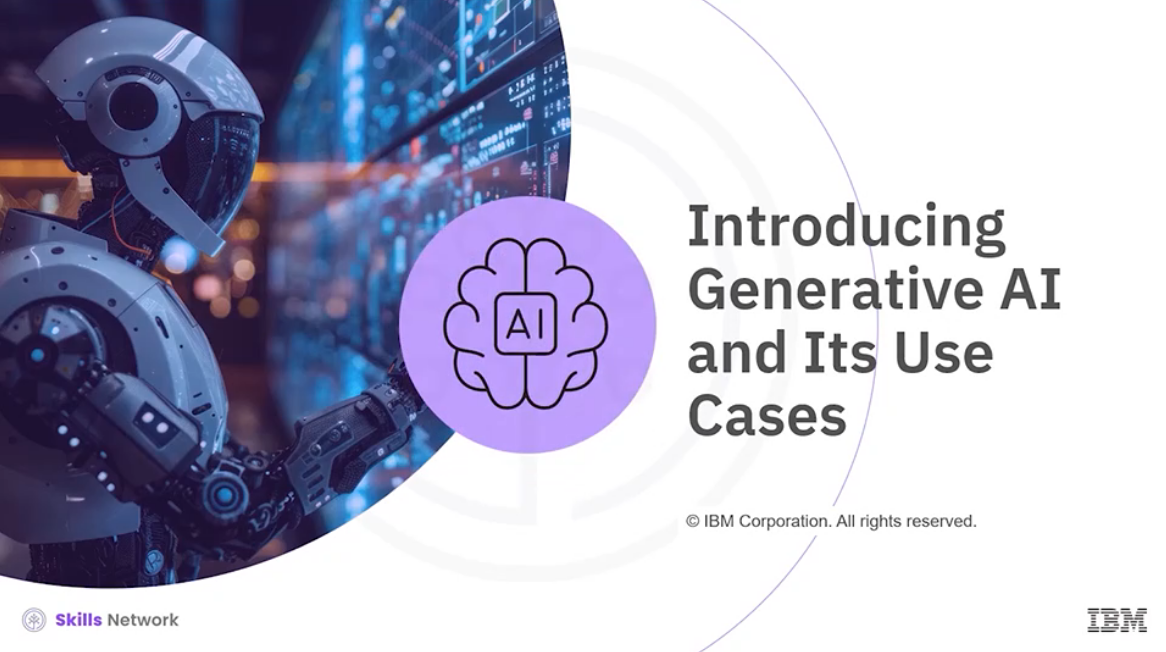 Introducing
Generative AI
and Its Use
Cases
AI
© IBM Corporation. All rights reserved.
Skills Network
IBM